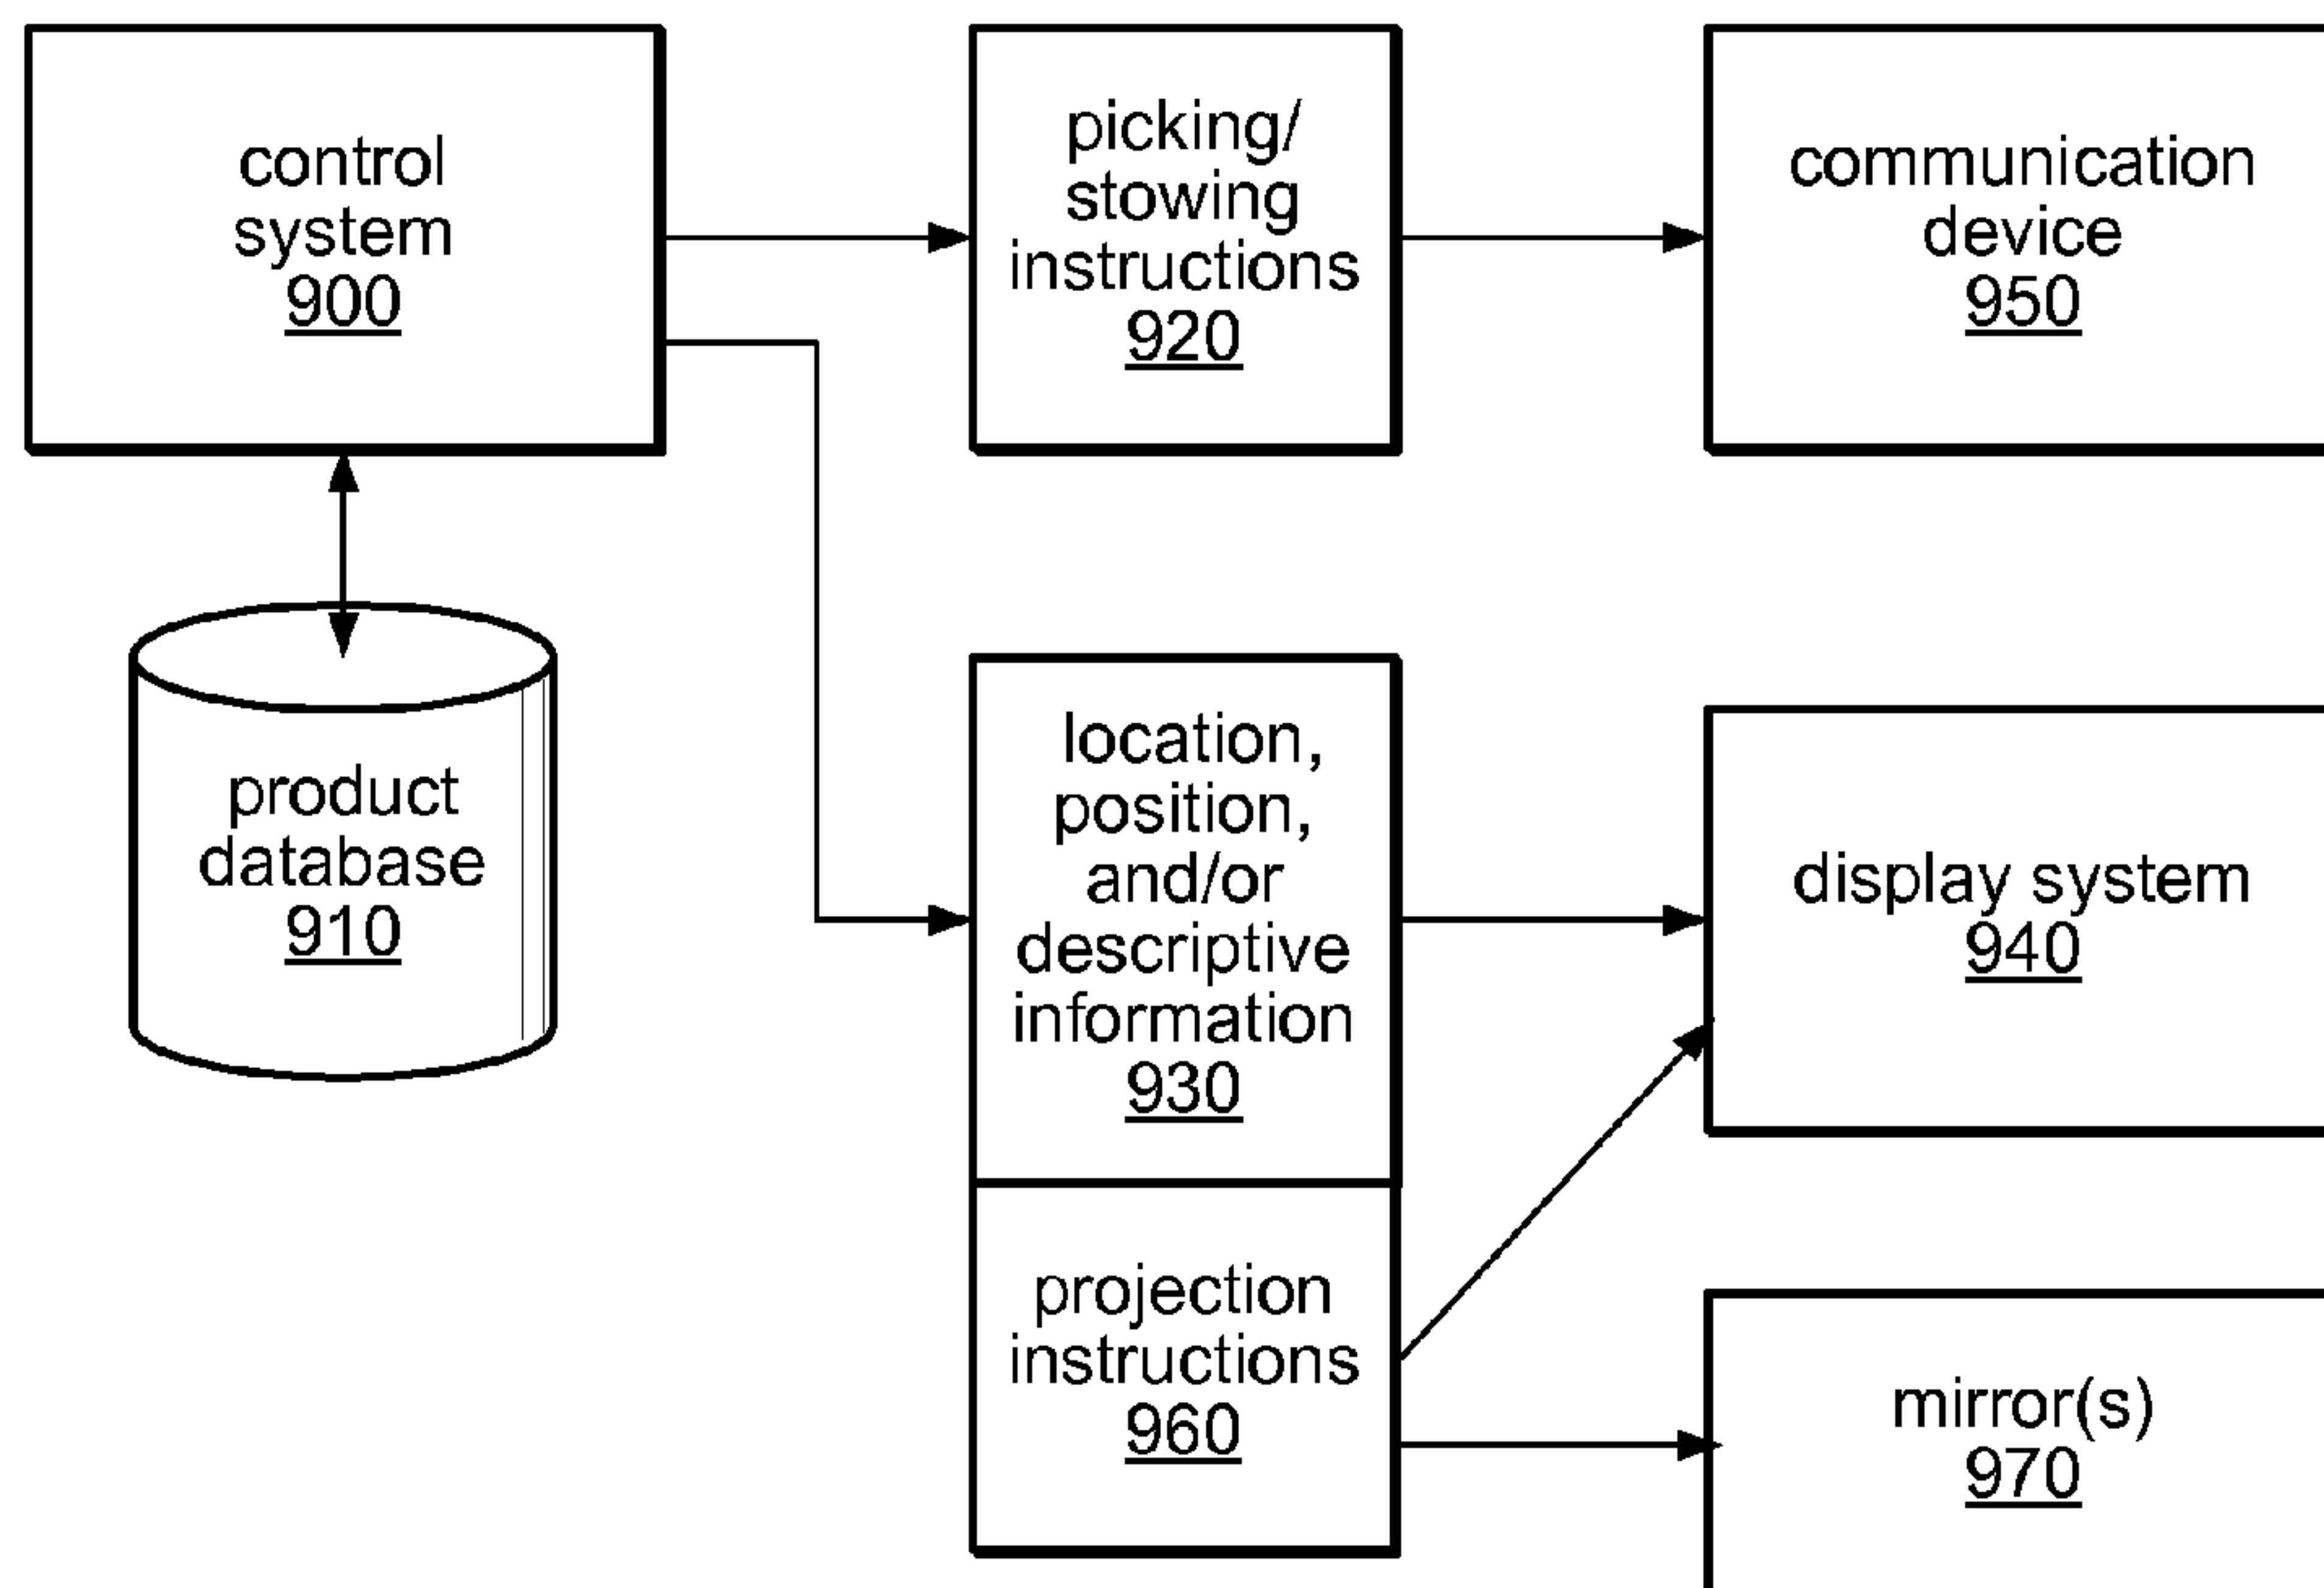 control
system
900
picking/
stowing
instructions
920
communication
device
950
product
database
910
location,
position,
and/or
descriptive
information
930
display system
940
projection
instructions
960
mirror(s)
970